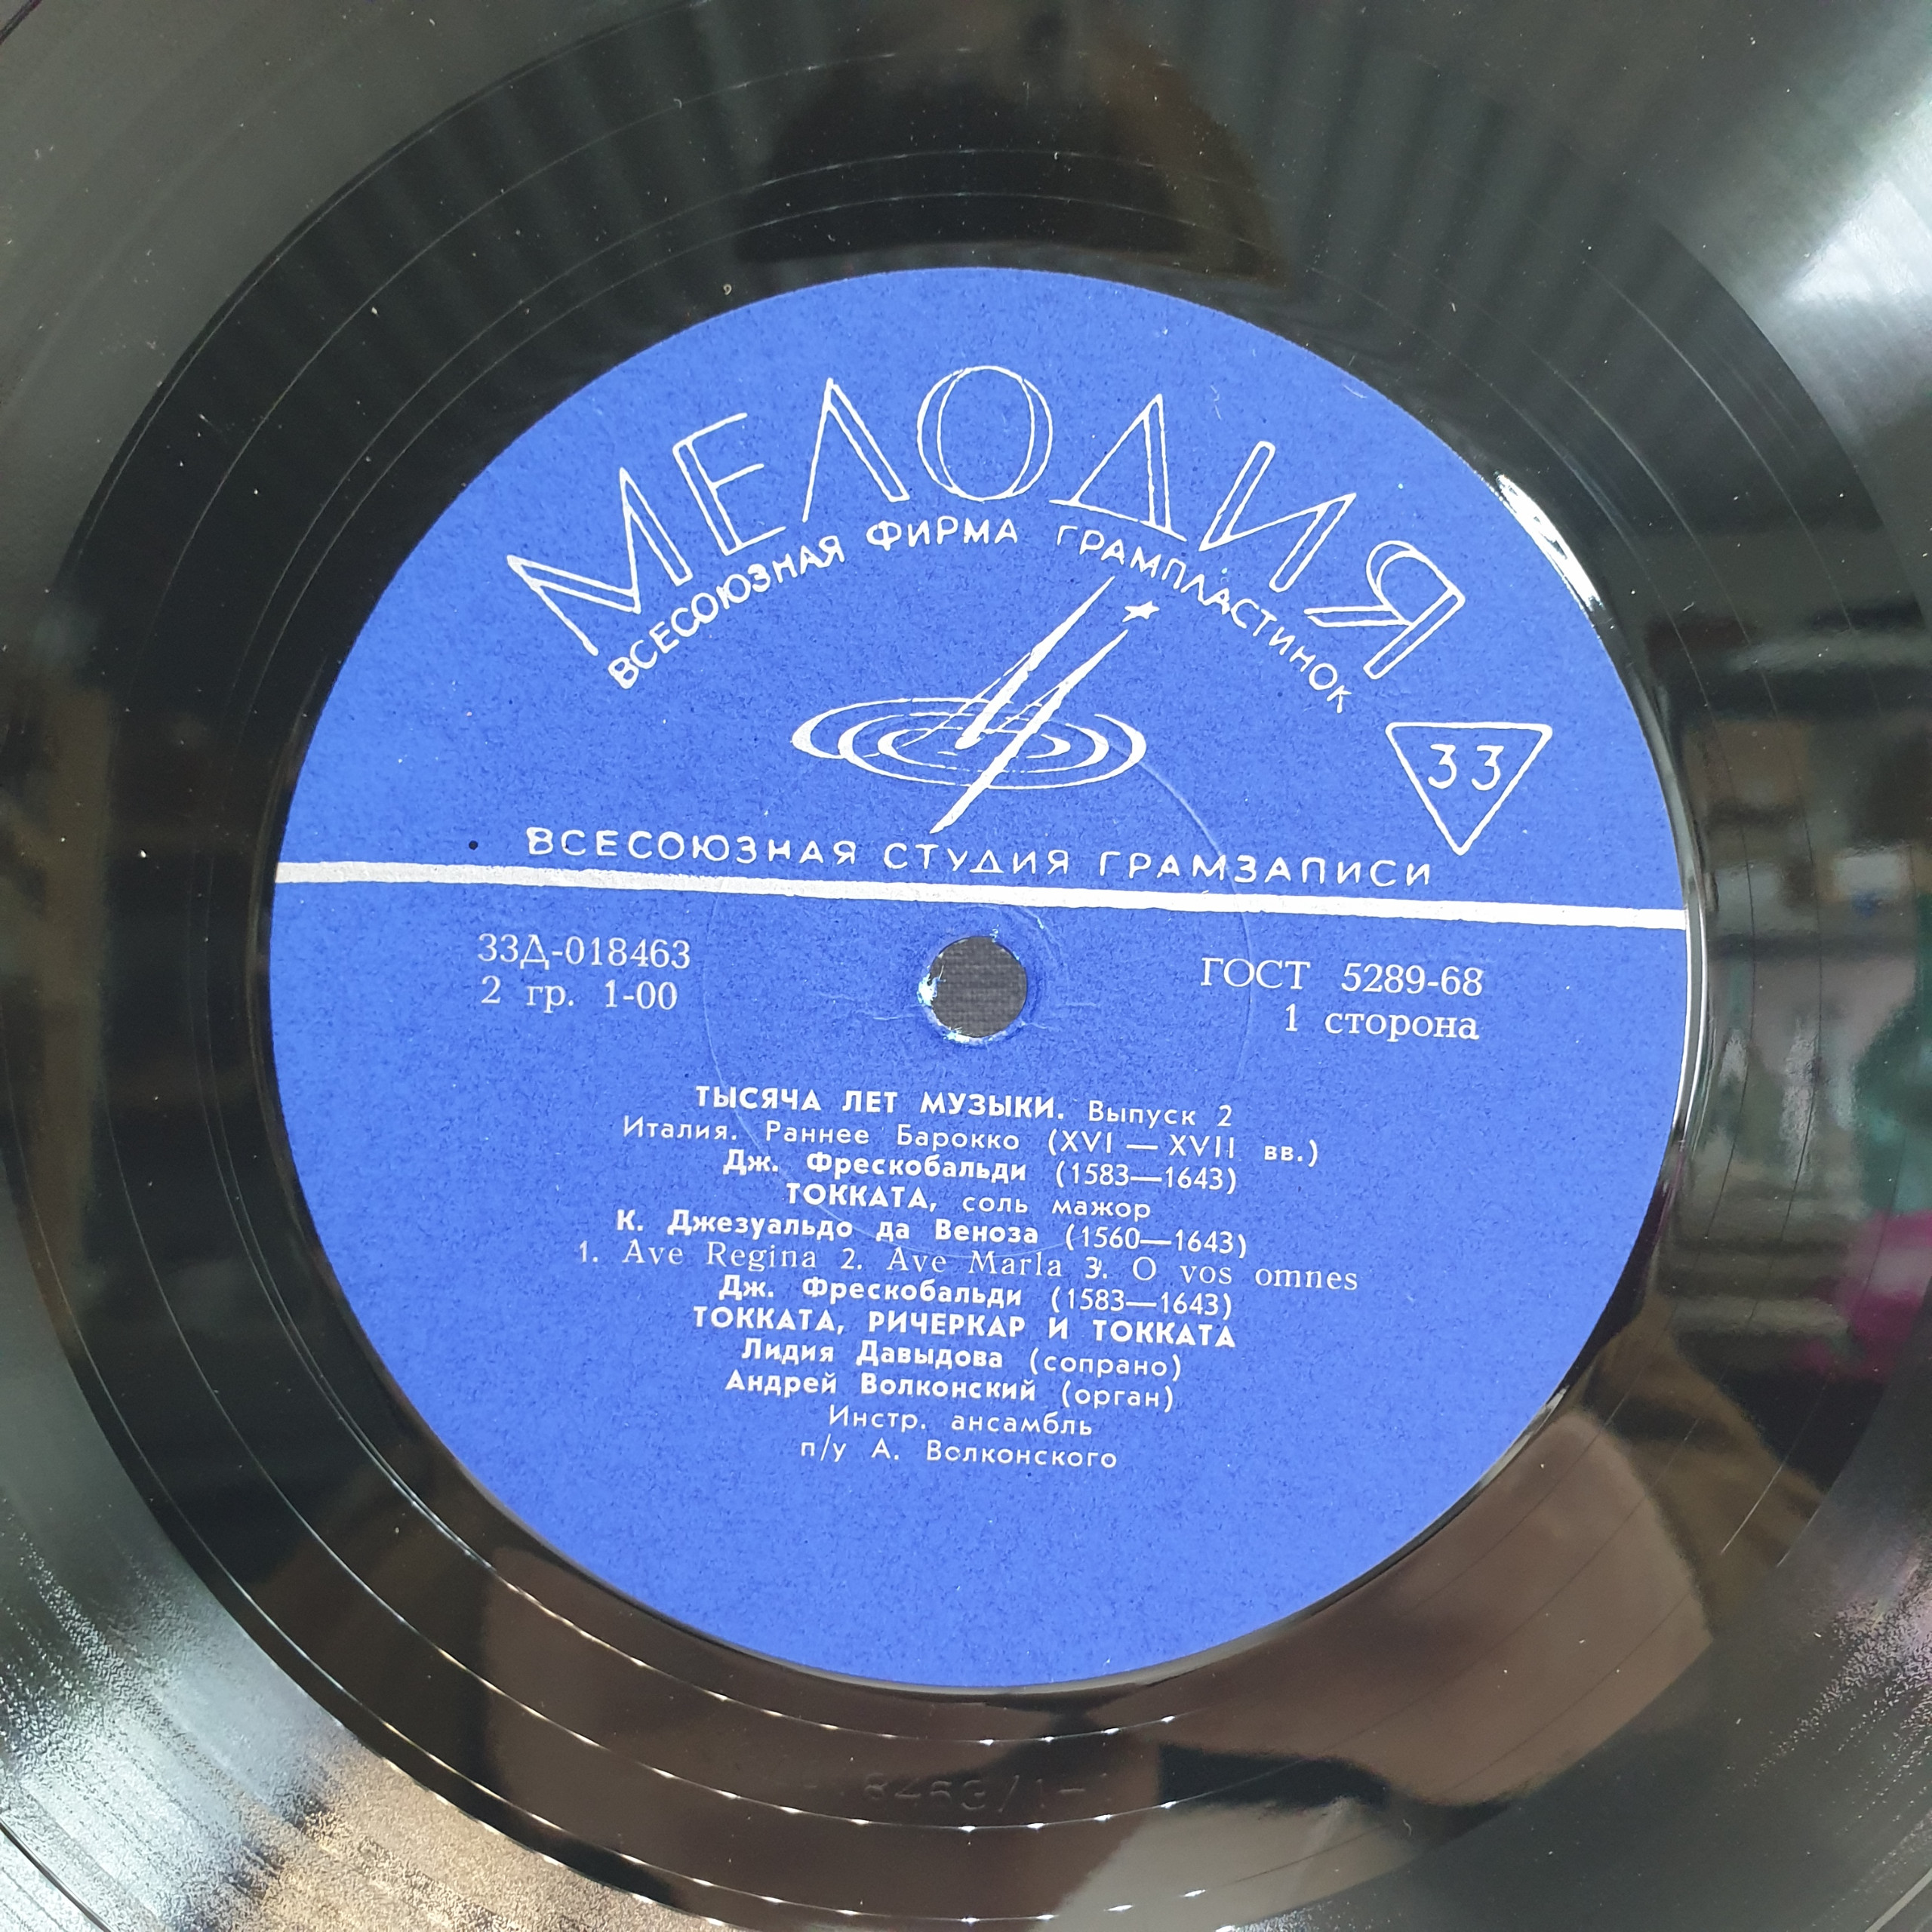 МЕЛОДИЯ
ВСЕСОЮЗНАЯ ФИРМА ГРАМПЛАСТИНОК
33
ВСЕСОЮЗНАЯ СТУДИЯ ГРАМЗАПИСИ
33Д-018463
2 гр. 1-00
ГОСТ 5289-68
1 сторона
ТЫСЯЧА ЛЕТ МУЗЫКИ. Выпуск 2
Италия. Раннее Барокко (XVI — XVII вв.)
Дж. Фрескобальди (1583—1643)
ТОККАТА, соль мажор
К. Джезуальдо да Веноза (1560—1643)
1. Ave Regina 2. Ave Marla 3. O vos omnes
Дж. Фрескобальди (1583—1643)
ТОККАТА, РИЧЕРКАР И ТОККАТА
Лидия Давыдова (сопрано)
Андрей Волконский (орган)
Инстр. ансамбль
п/у А. Волконского